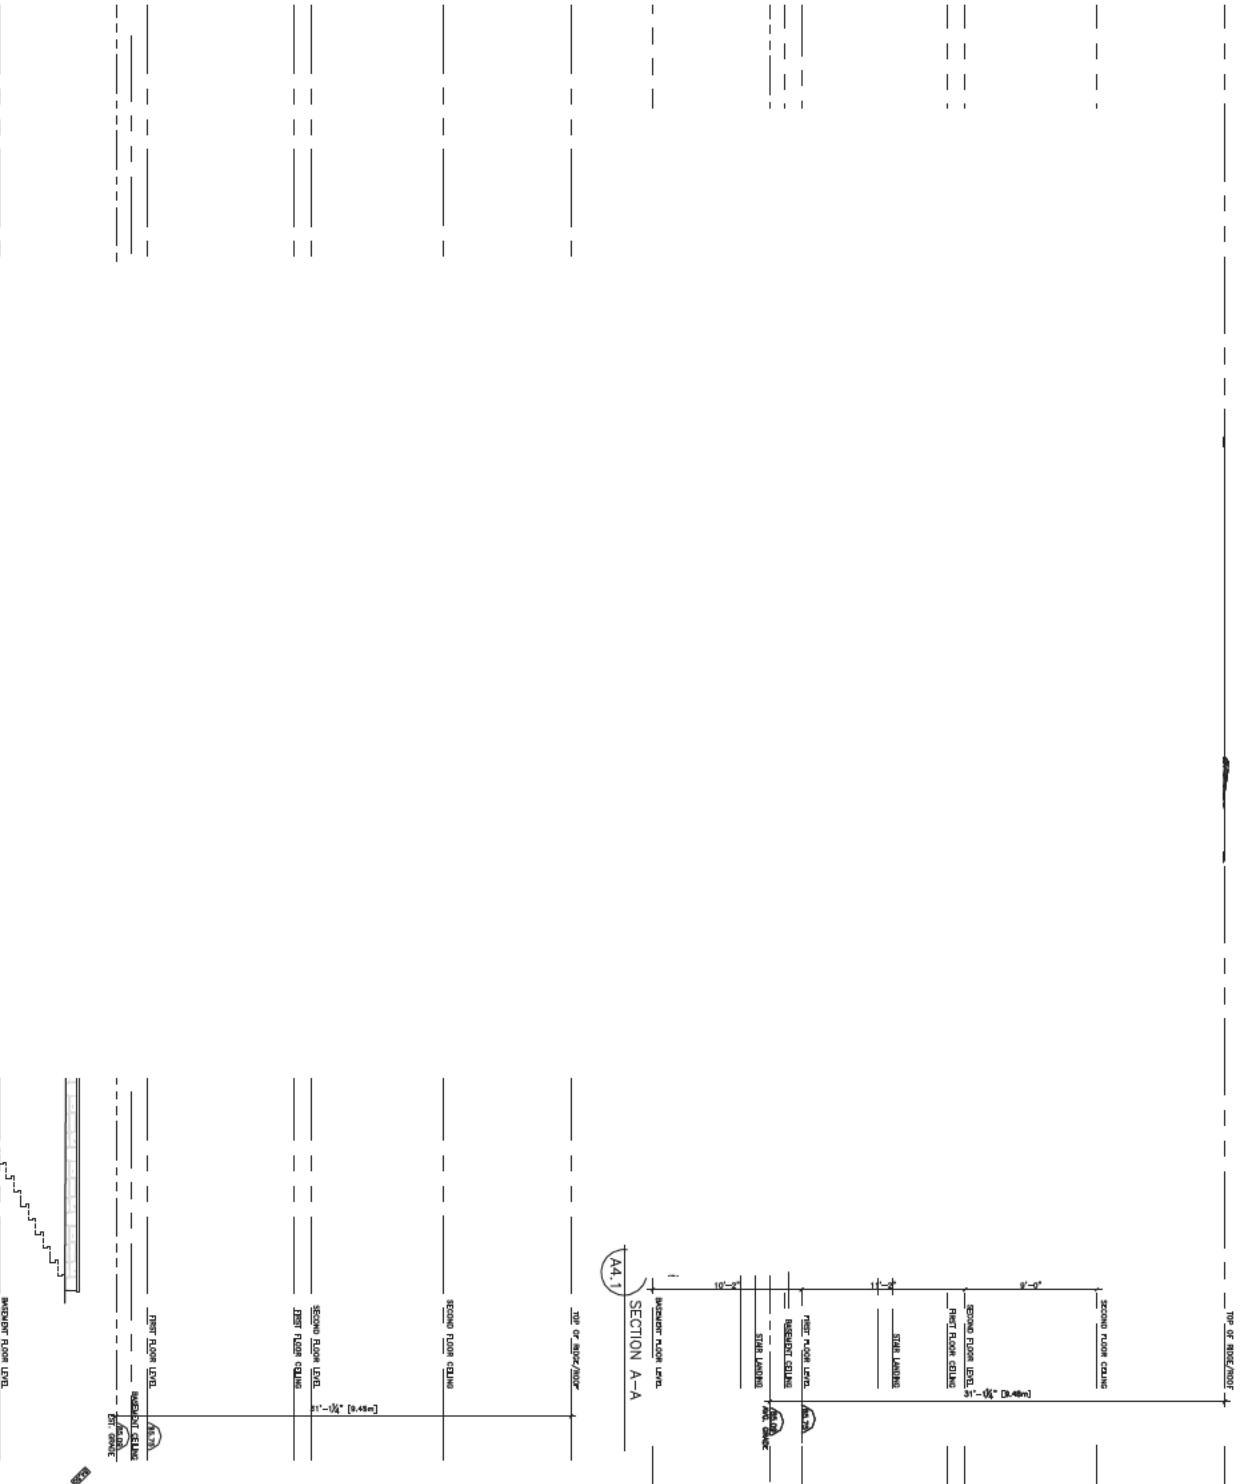 A4.1
SECTION A-A
TOP OF RIDGE/ROOF
SECOND FLOOR CEILING
SECOND FLOOR LEVEL
FIRST FLOOR CEILING
STAIR LANDING
FIRST FLOOR LEVEL
BASEMENT CEILING
STAIR LANDING
AVG. GRADE
BASEMENT FLOOR LEVEL
9'-0"
10'-2"
31'-1¼" [9.48m]
TOP OF RIDGE/ROOF
SECOND FLOOR CEILING
SECOND FLOOR LEVEL
FIRST FLOOR CEILING
FIRST FLOOR LEVEL
BASEMENT CEILING
EST. GRADE
BASEMENT FLOOR LEVEL
31'-1¼" [9.48m]